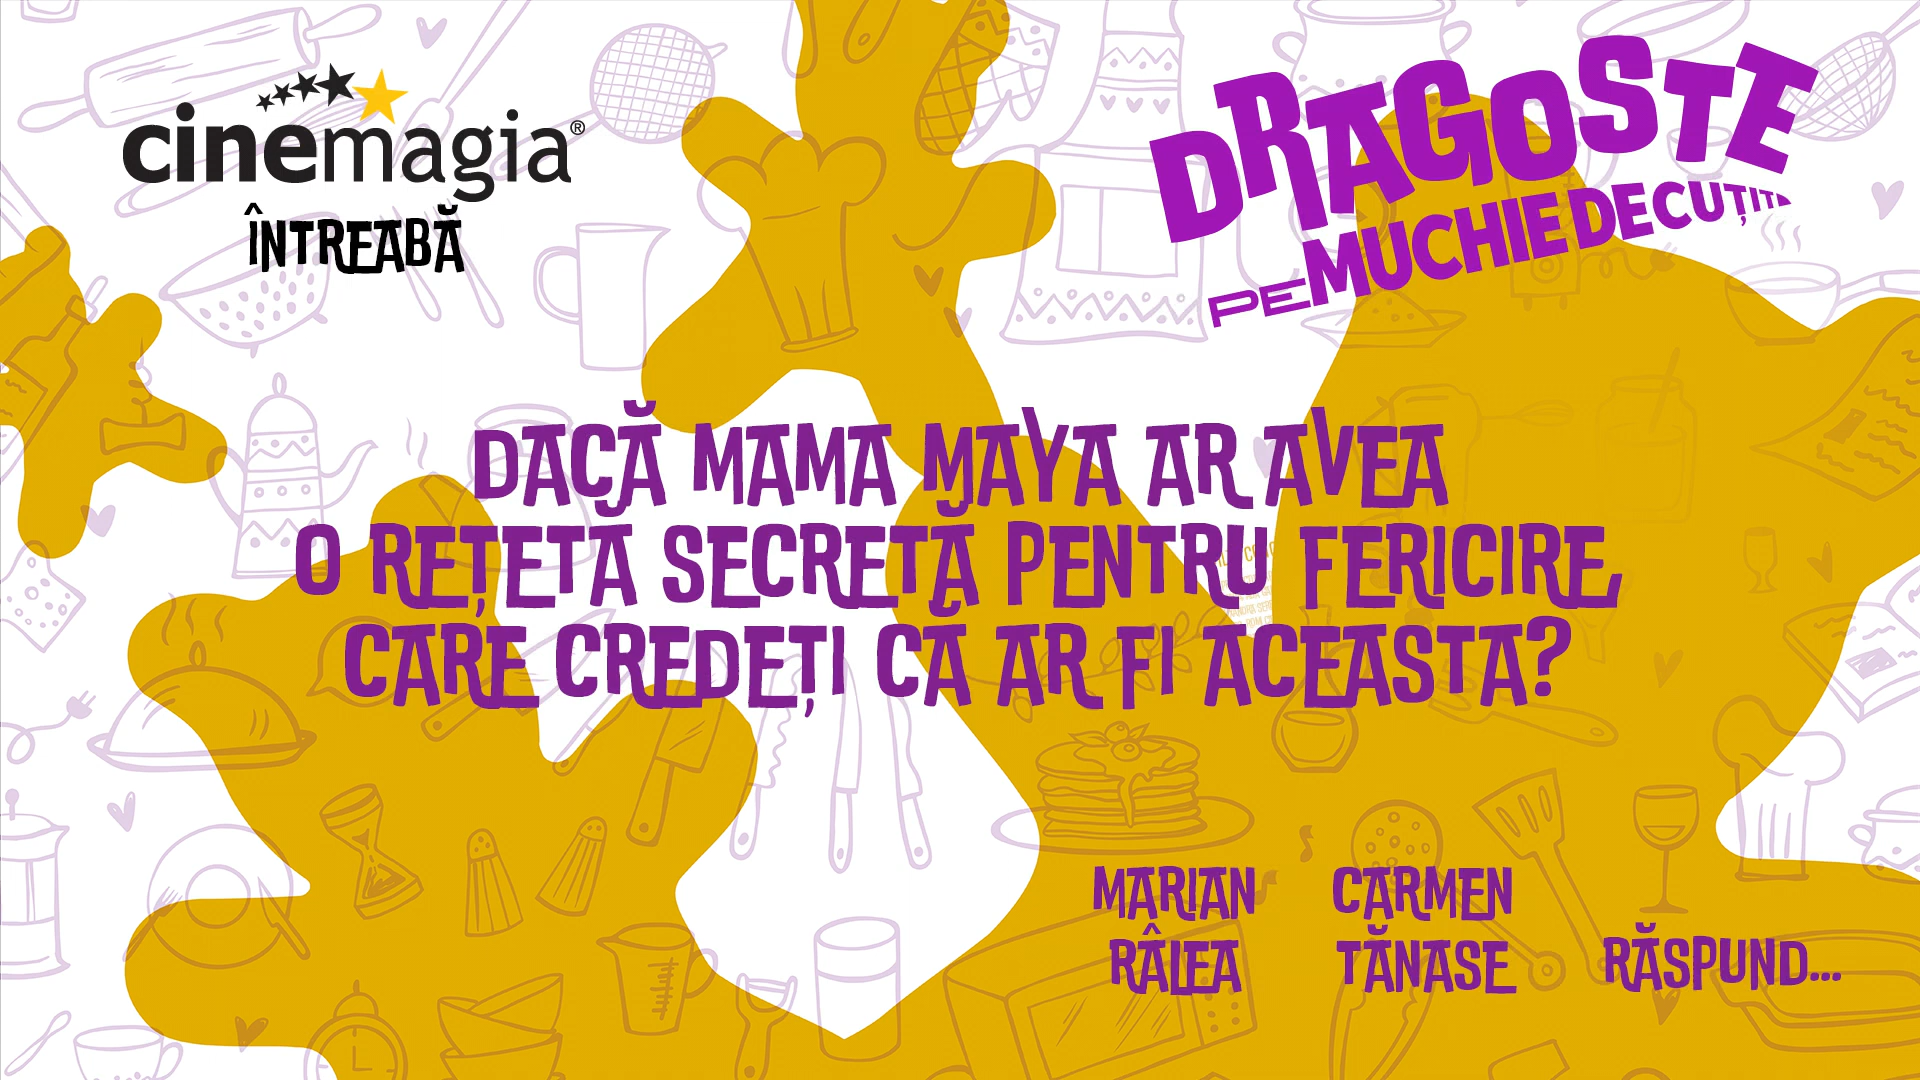 cinemagia®
ÎNTREABĂ
DRAGOSTE
PE MUCHIE DE CUȚIT
DACĂ MAMA MAYA AR AVEA
O REȚETĂ SECRETĂ PENTRU FERICIRE,
CARE CREDEȚI CĂ AR FI ACEASTA?
MARIAN
RÂLEA
CARMEN
TĂNASE
RĂSPUND...